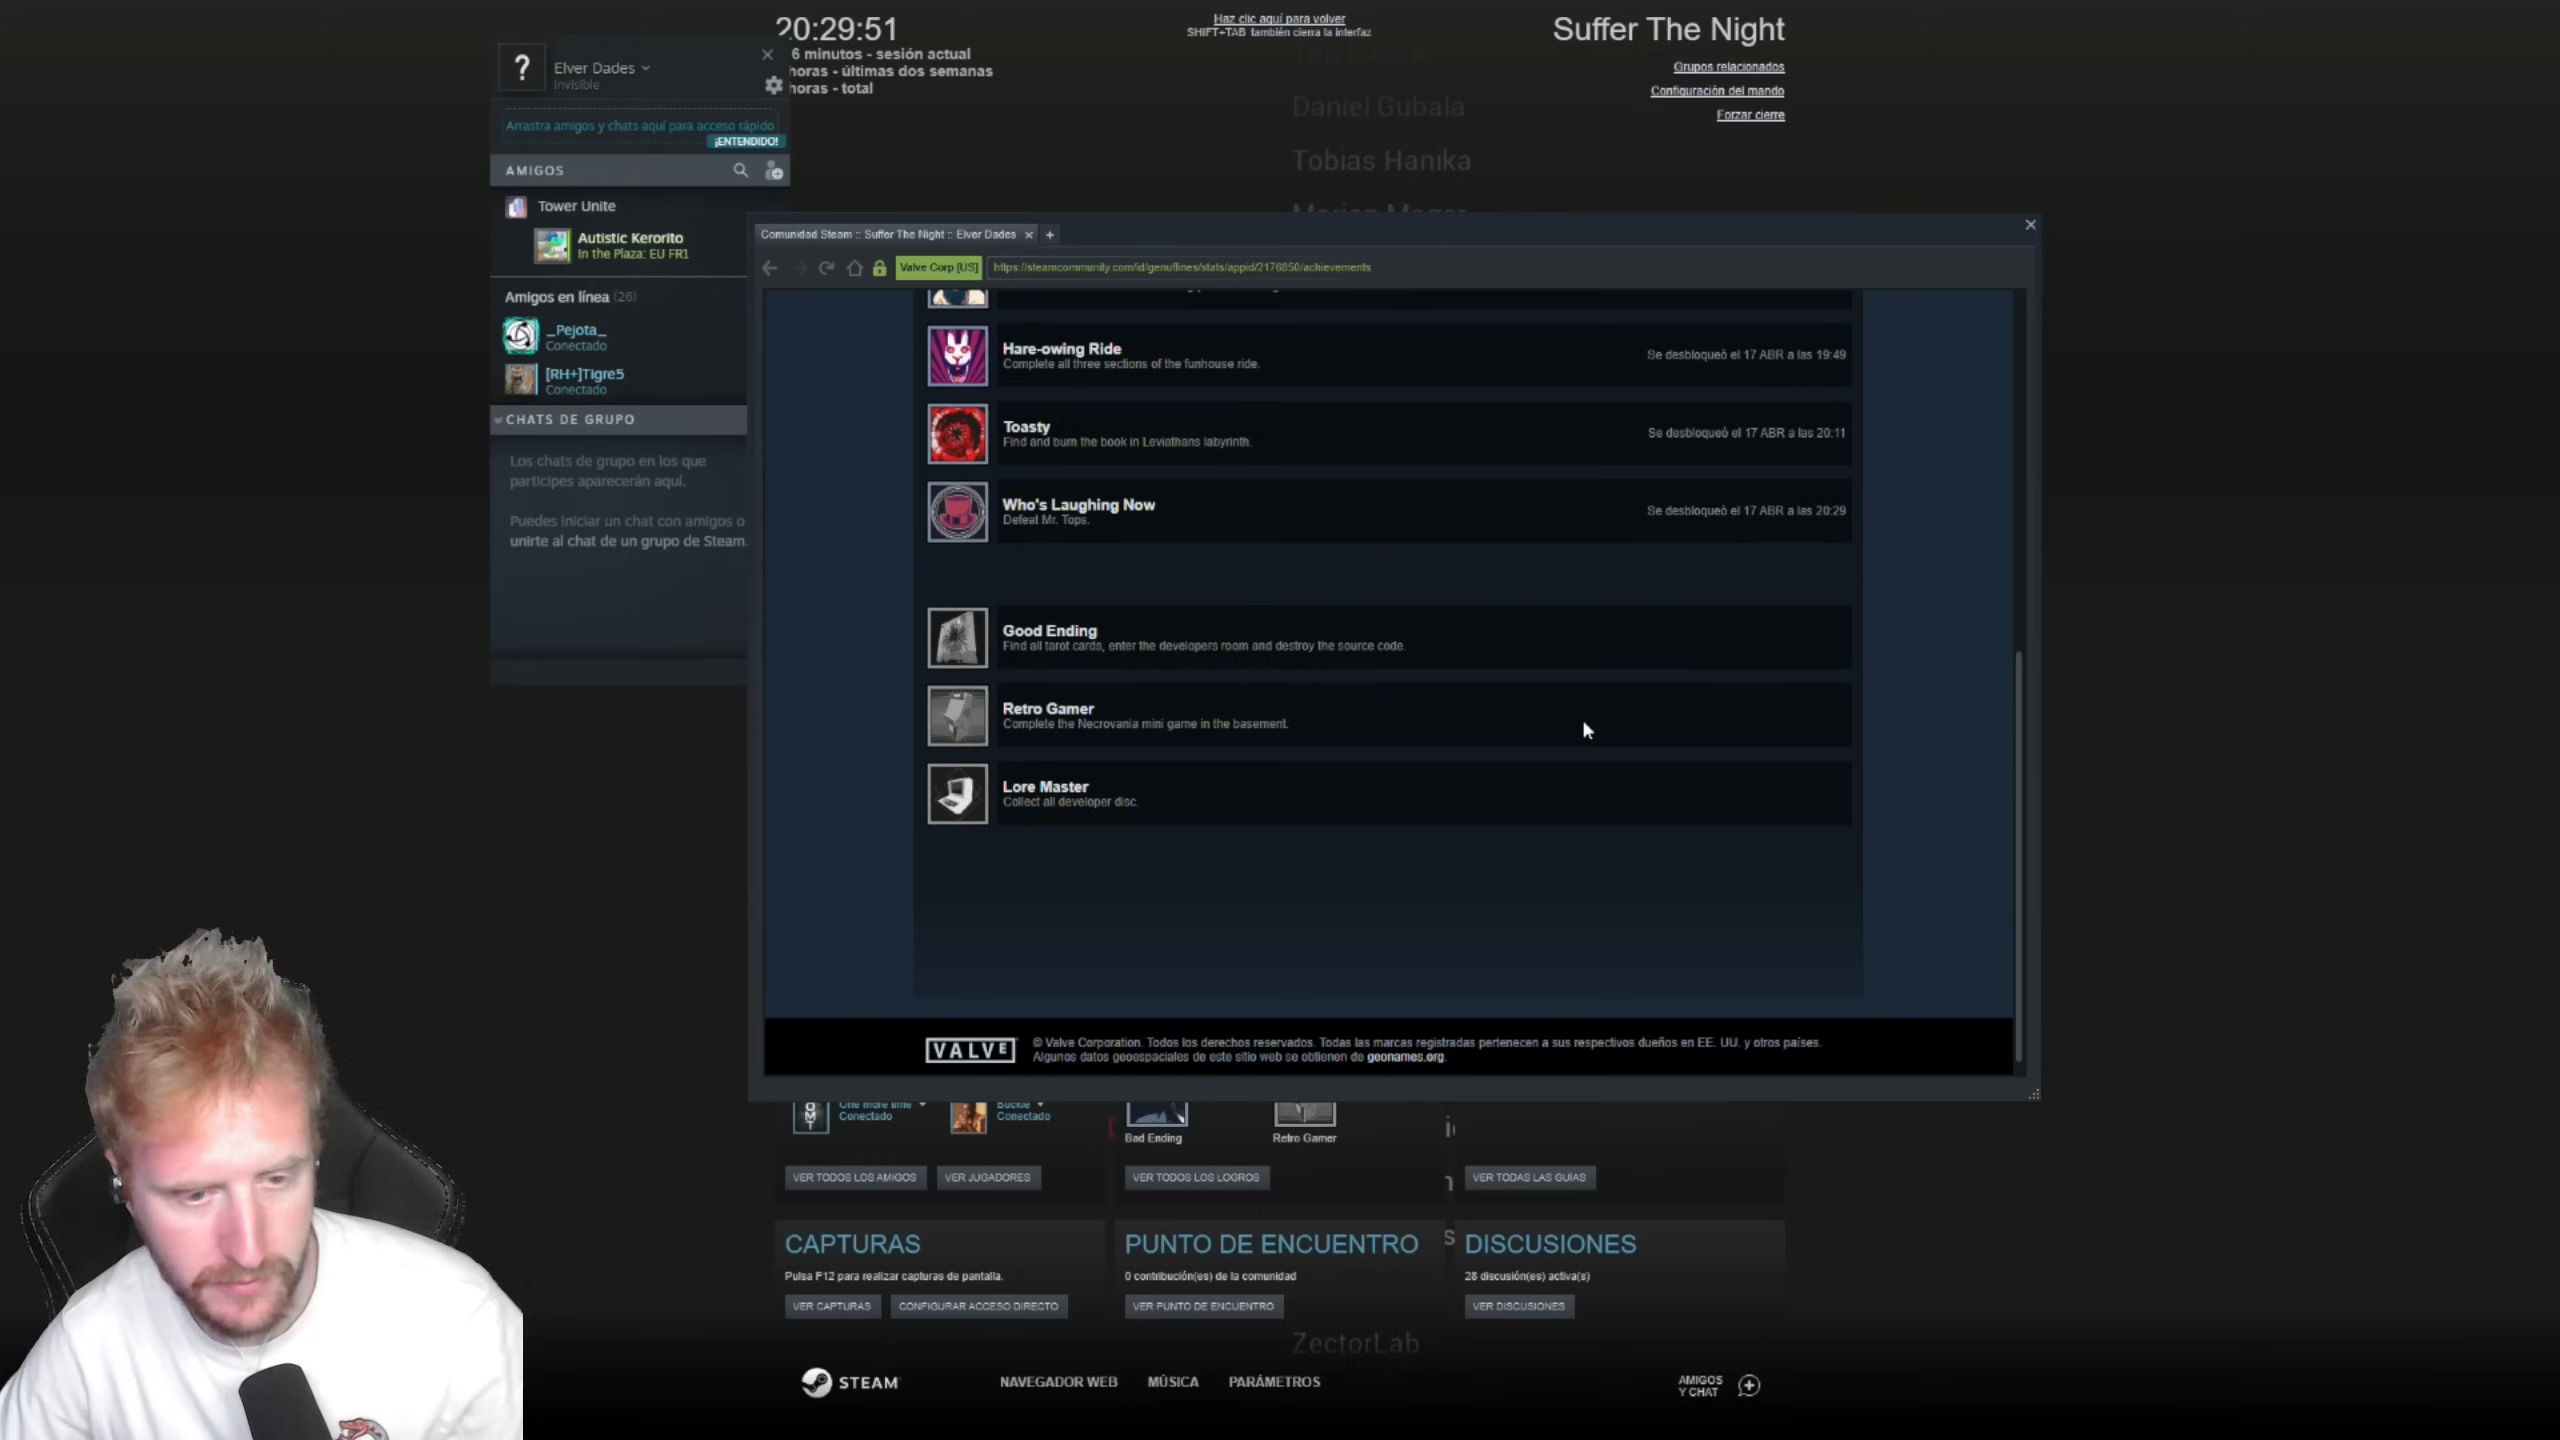 20:29:51
6 minutos - sesión actual
horas - últimas dos semanas
horas - total
Haz clic aquí para volver
SHIFT+TAB también cierra la interfaz
Suffer The Night
Grupos relacionados
Configuración del mando
Forzar cierre
Daniel Gubala
Tobias Hanika
?
Elver Dades
Invisible
Arrastra amigos y chats aquí para acceso rápido
¡ENTENDIDO!
AMIGOS
Tower Unite
Autistic Kerorito
In the Plaza: EU FR1
Amigos en línea (26)
_Pejota_
Conectado
[RH+]Tigre5
Conectado
CHATS DE GRUPO
Los chats de grupo en los que
participes aparecerán aquí.
Puedes iniciar un chat con amigos o
unirte al chat de un grupo de Steam.
Comunidad Steam :: Suffer The Night :: Elver Dades
Valve Corp [US]
https://steamcommunity.com/id/genuflines/stats/appid/2176850/achievements
Hare-owing Ride
Complete all three sections of the funhouse ride.
Se desbloqueó el 17 ABR a las 19:49
Toasty
Find and burn the book in Leviathans labyrinth.
Se desbloqueó el 17 ABR a las 20:11
Who's Laughing Now
Defeat Mr. Tops.
Se desbloqueó el 17 ABR a las 20:29
Good Ending
Find all tarot cards, enter the developers room and destroy the source code.
Retro Gamer
Complete the Necrovania mini game in the basement.
Lore Master
Collect all developer disc.
VALVE
© Valve Corporation. Todos los derechos reservados. Todas las marcas registradas pertenecen a sus respectivos dueños en EE. UU. y otros países.
Algunos datos geoespaciales de este sitio web se obtienen de geonames.org.
One more time
Conectado
Buckle
Conectado
Bad Ending
Retro Gamer
VER TODOS LOS AMIGOS
VER JUGADORES
VER TODOS LOS LOGROS
VER TODAS LAS GUÍAS
CAPTURAS
Pulsa F12 para realizar capturas de pantalla.
VER CAPTURAS
CONFIGURAR ACCESO DIRECTO
PUNTO DE ENCUENTRO
0 contribución(es) de la comunidad
VER PUNTO DE ENCUENTRO
DISCUSIONES
28 discusión(es) activa(s)
VER DISCUSIONES
ZectorLab
STEAM
NAVEGADOR WEB
MÚSICA
PARÁMETROS
AMIGOS
Y CHAT